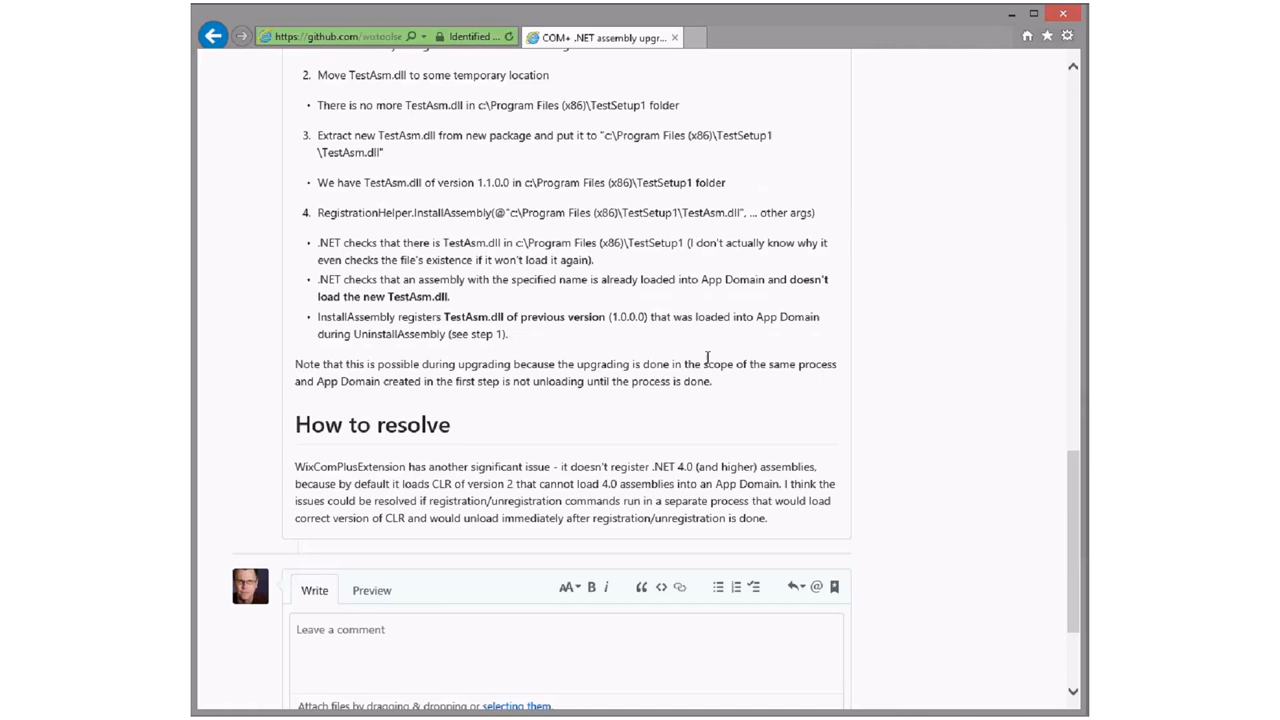 https://github.com/wixtoolse
Identified ...
COM+ .NET assembly upgr...
2. Move TestAsm.dll to some temporary location
• There is no more TestAsm.dll in c:\Program Files (x86)\TestSetup1 folder
3. Extract new TestAsm.dll from new package and put it to "c:\Program Files (x86)\TestSetup1
\TestAsm.dll"
• We have TestAsm.dll of version 1.1.0.0 in c:\Program Files (x86)\TestSetup1 folder
4. RegistrationHelper.InstallAssembly(@"c:\Program Files (x86)\TestSetup1\TestAsm.dll", ... other args)
• .NET checks that there is TestAsm.dll in c:\Program Files (x86)\TestSetup1 (I don't actually know why it
even checks the file's existence if it won't load it again).
• .NET checks that an assembly with the specified name is already loaded into App Domain and doesn't
load the new TestAsm.dll.
• InstallAssembly registers TestAsm.dll of previous version (1.0.0.0) that was loaded into App Domain
during UninstallAssembly (see step 1).
Note that this is possible during upgrading because the upgrading is done in the scope of the same process
and App Domain created in the first step is not unloading until the process is done.
How to resolve
WixComPlusExtension has another significant issue - it doesn't register .NET 4.0 (and higher) assemblies,
because by default it loads CLR of version 2 that cannot load 4.0 assemblies into an App Domain. I think the
issues could be resolved if registration/unregistration commands run in a separate process that would load
correct version of CLR and would unload immediately after registration/unregistration is done.
Write Preview AA B i
Leave a comment
Attach files by dragging & dropping or selecting them.